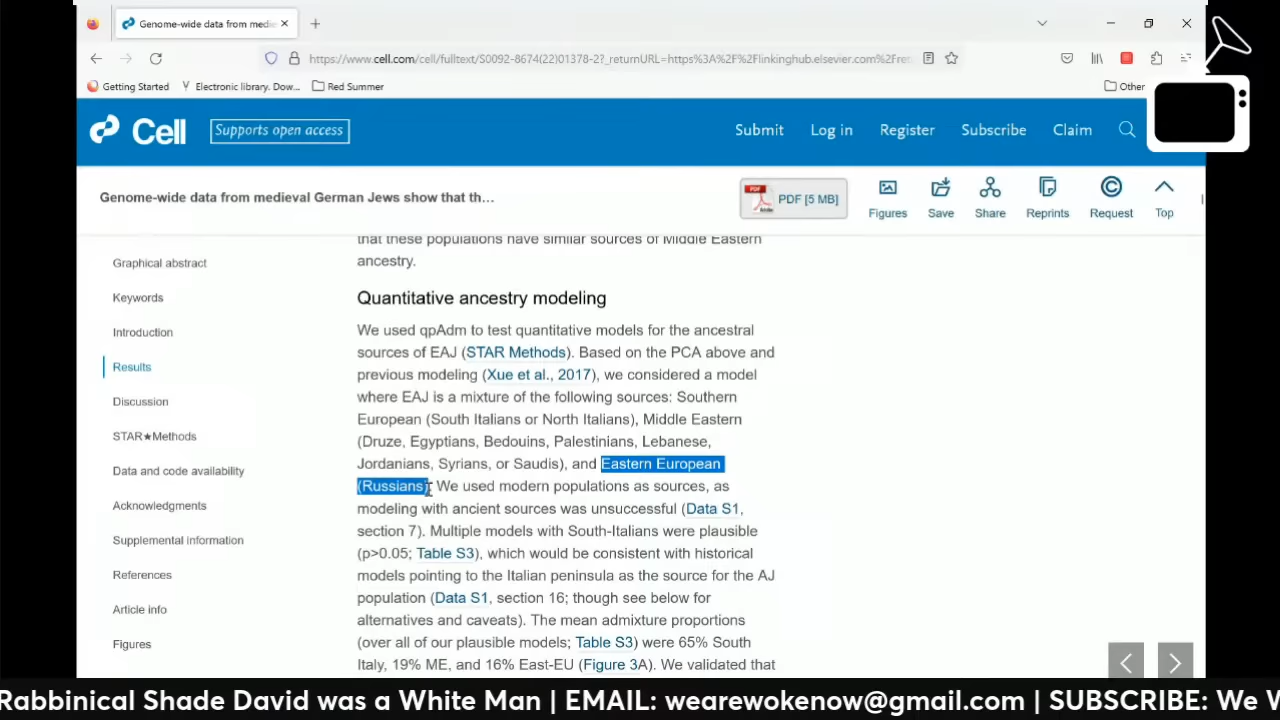 Genome-wide data from medie
https://www.cell.com/cell/fulltext/S0092-8674(22)01378-2?_returnURL=https%3A%2F%2Flinkinghub.elsevier.com%2Fre
Getting Started
Electronic library. Dow...
Red Summer
Other
Cell
Supports open access
Submit
Log in
Register
Subscribe
Claim
Genome-wide data from medieval German Jews show that th...
PDF [5 MB]
Figures
Save
Share
Reprints
Request
Top
Graphical abstract
Keywords
Introduction
Results
Discussion
STAR★Methods
Data and code availability
Acknowledgments
Supplemental information
References
Article info
Figures
that these populations have similar sources of Middle Eastern
ancestry.
Quantitative ancestry modeling
We used qpAdm to test quantitative models for the ancestral
sources of EAJ (STAR Methods). Based on the PCA above and
previous modeling (Xue et al., 2017), we considered a model
where EAJ is a mixture of the following sources: Southern
European (South Italians or North Italians), Middle Eastern
(Druze, Egyptians, Bedouins, Palestinians, Lebanese,
Jordanians, Syrians, or Saudis), and Eastern European
(Russians). We used modern populations as sources, as
modeling with ancient sources was unsuccessful (Data S1,
section 7). Multiple models with South-Italians were plausible
(p>0.05; Table S3), which would be consistent with historical
models pointing to the Italian peninsula as the source for the AJ
population (Data S1, section 16; though see below for
alternatives and caveats). The mean admixture proportions
(over all of our plausible models; Table S3) were 65% South
Italy, 19% ME, and 16% East-EU (Figure 3A). We validated that
Rabbinical Shade David was a White Man | EMAIL: wearewokenow@gmail.com | SUBSCRIBE: We W